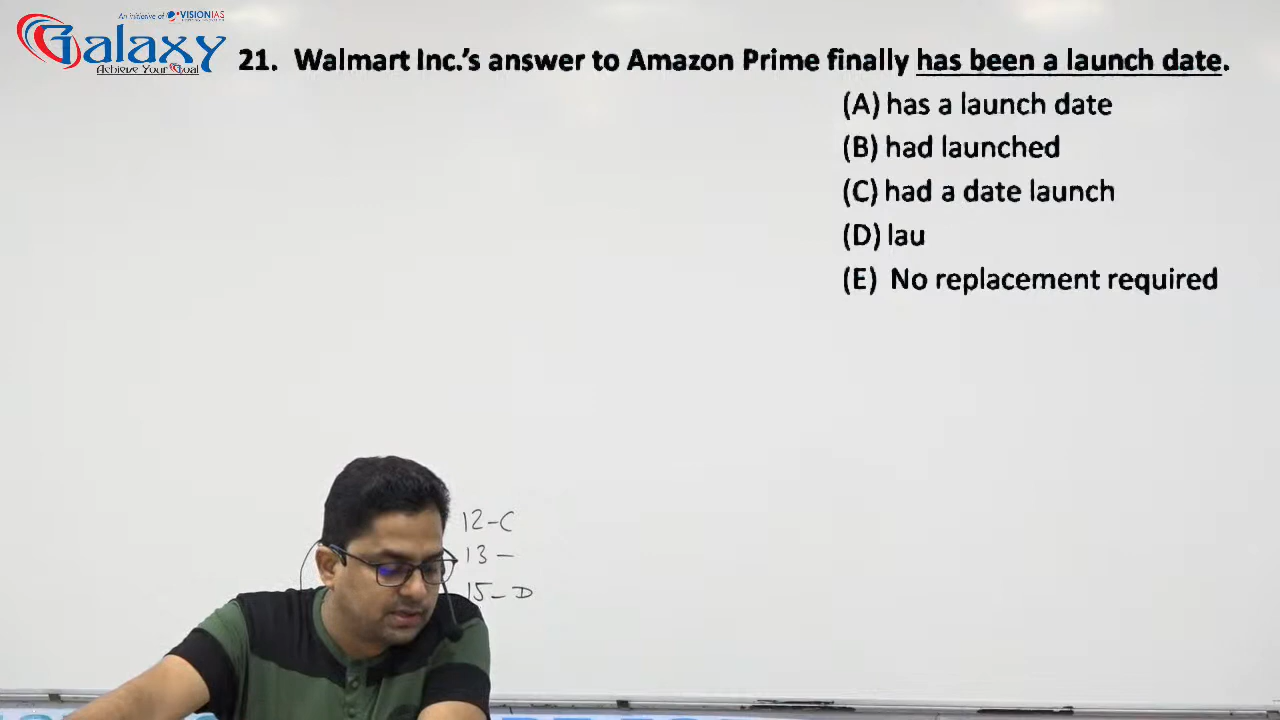 An initiative of VISIONIAS
Galaxy
Achieve Your Goal
21. Walmart Inc.'s answer to Amazon Prime finally has been a launch date.
(A) has a launch date
(B) had launched
(C) had a date launch
(D) lau
(E) No replacement required
12-C
13-
15-D